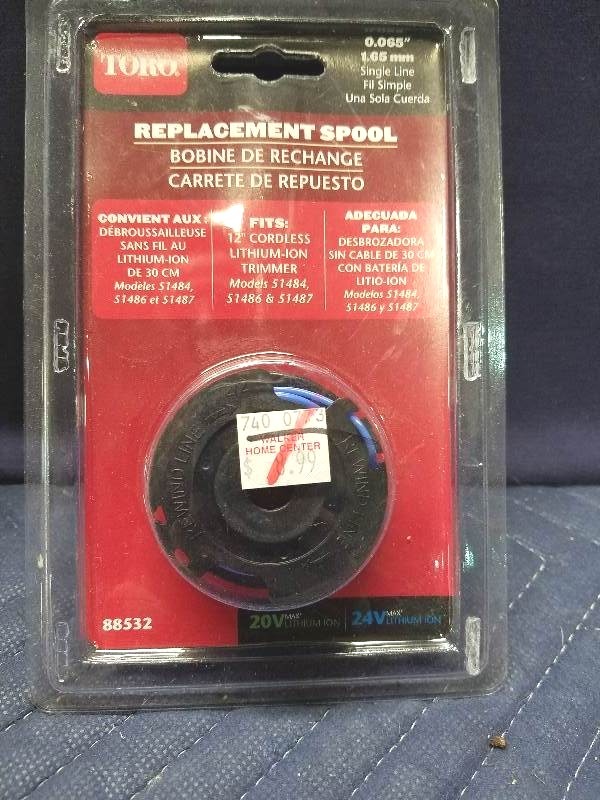 TORO.
0.065"
1.65 mm
Single Line
Fil Simple
Una Sola Cuerda
REPLACEMENT SPOOL
BOBINE DE RECHANGE
CARRETE DE REPUESTO
CONVIENT AUX:
DÉBROUSSAILLEUSE
SANS FIL AU
LITHIUM-ION
DE 30 CM
Modèles 51484,
51486 et 51487
FITS:
12" CORDLESS
LITHIUM-ION
TRIMMER
Models 51484,
51486 & 51487
ADECUADA
PARA:
DESBROZADORA
SIN CABLE DE 30 CM
CON BATERÍA DE
LITIO-ION
Modelos 51484,
51486 y 51487
740 0773
WALKER
HOME CENTER
$ .99
REWIND LINE
88532
20V MAX* LITHIUM ION
24V MAX* LITHIUM ION